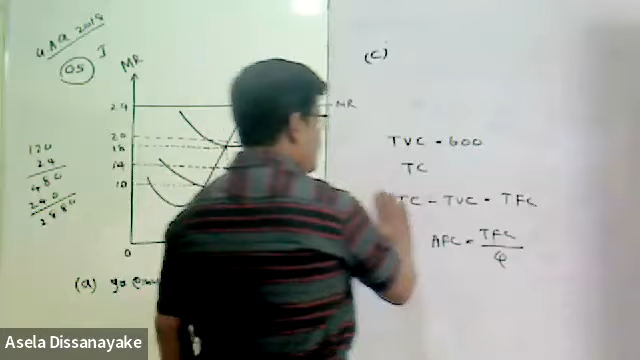 05 I
MR
24
MR
20
18
14
10
0
120
24
480
240
2880
(a)
(c)
TVC = 600
TC
TC - TVC = TFC
AFC = TFC
Q
Asela Dissanayake